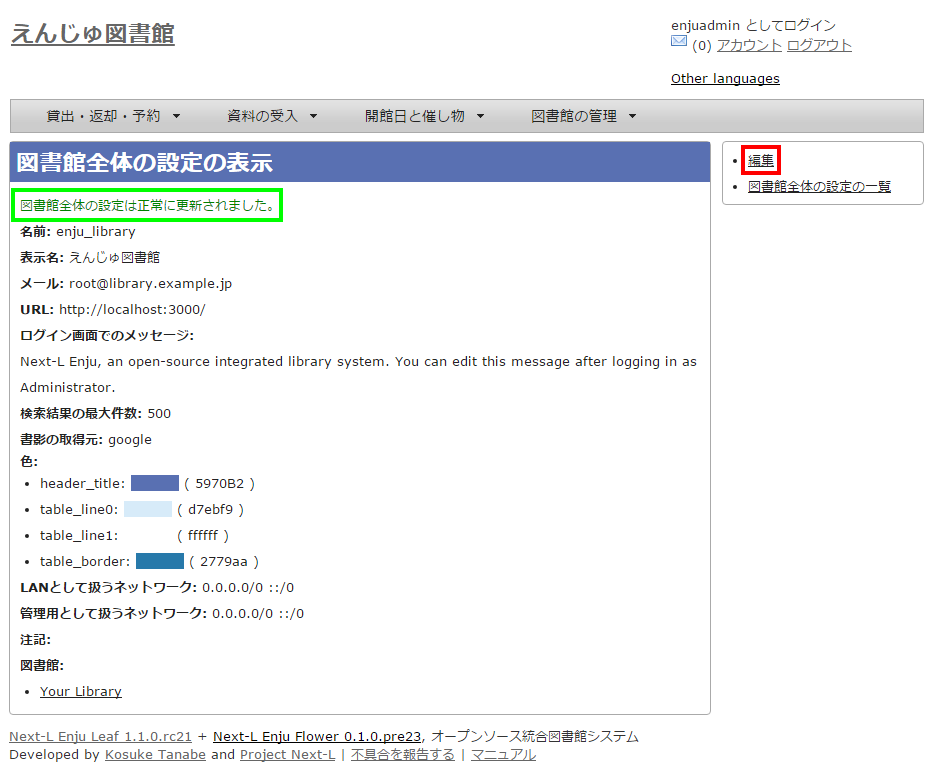 えんじゅ図書館
enjuadmin としてログイン
(0) アカウント ログアウト
Other languages
貸出・返却・予約 資料の受入 開館日と催し物 図書館の管理
図書館全体の設定の表示
図書館全体の設定は正常に更新されました。
名前: enju_library
表示名: えんじゅ図書館
メール: root@library.example.jp
URL: http://localhost:3000/
ログイン画面でのメッセージ:
Next-L Enju, an open-source integrated library system. You can edit this message after logging in as
Administrator.
検索結果の最大件数: 500
書影の取得元: google
色:
header_title: ( 5970B2 )
table_line0: ( d7ebf9 )
table_line1: ( ffffff )
table_border: ( 2779aa )
LANとして扱うネットワーク: 0.0.0.0/0 ::/0
管理用として扱うネットワーク: 0.0.0.0/0 ::/0
注記:
図書館:
Your Library
編集
図書館全体の設定の一覧
Next-L Enju Leaf 1.1.0.rc21 + Next-L Enju Flower 0.1.0.pre23, オープンソース統合図書館システム
Developed by Kosuke Tanabe and Project Next-L | 不具合を報告する | マニュアル